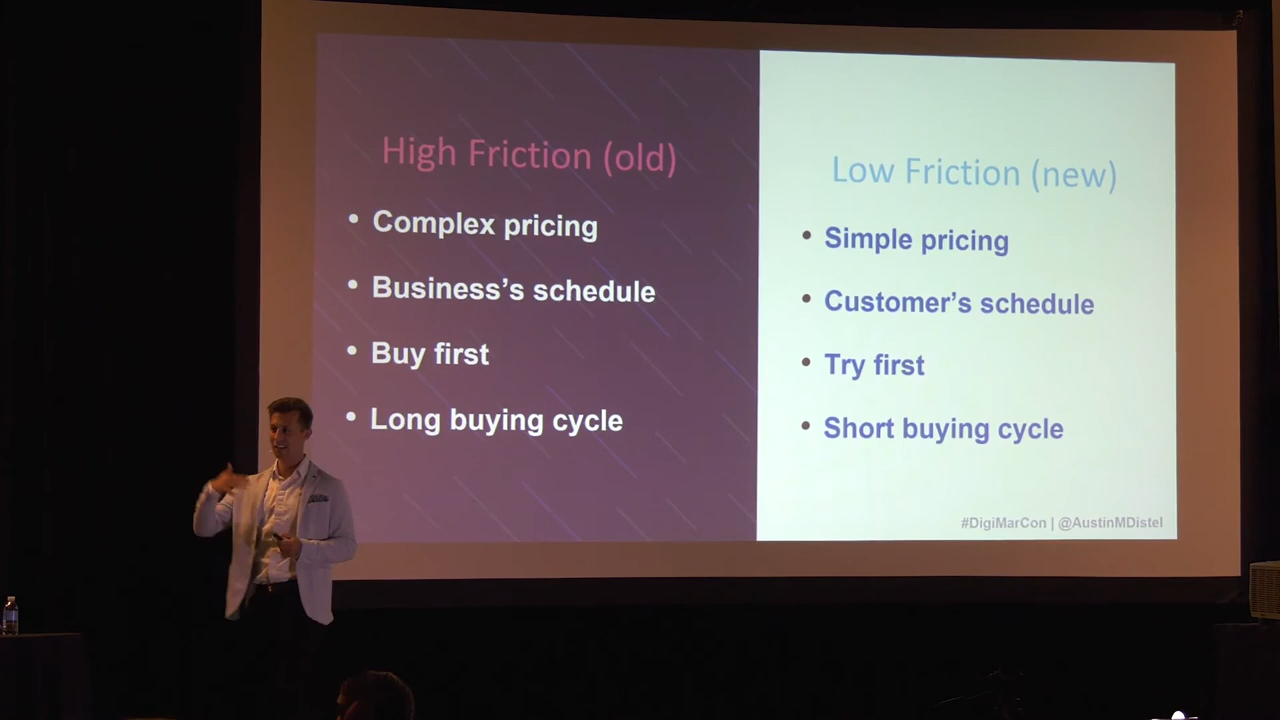 High Friction (old)
• Complex pricing
• Business’s schedule
• Buy first
• Long buying cycle
Low Friction (new)
• Simple pricing
• Customer’s schedule
• Try first
• Short buying cycle
#DigiMarCon | @AustinMDistel